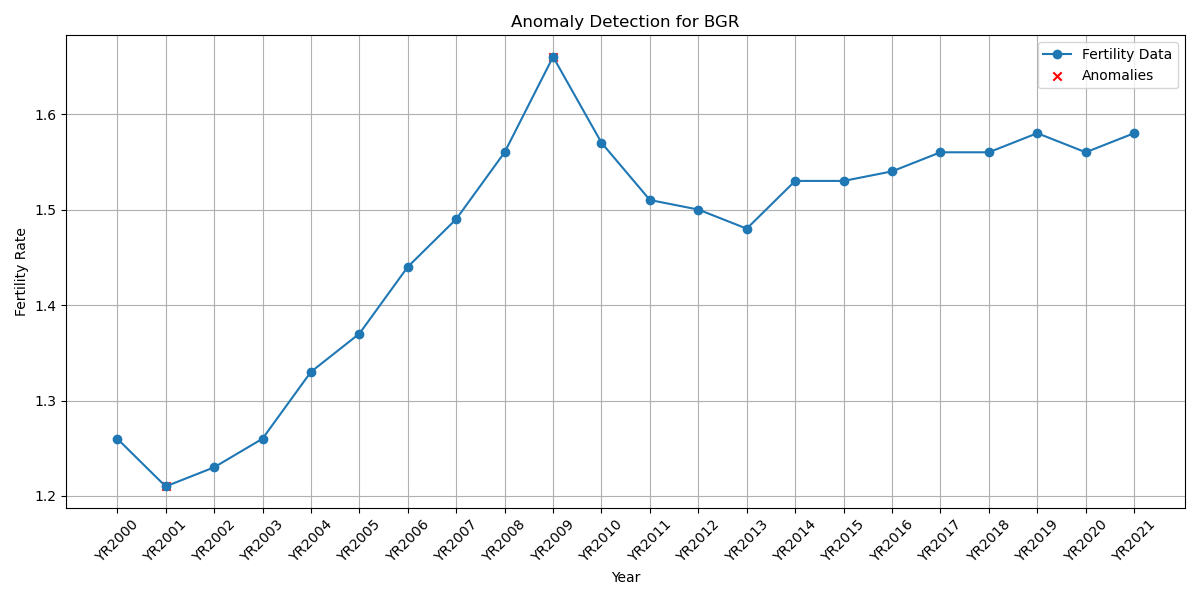 Anomaly Detection for BGR
Fertility Data
Anomalies
Fertility Rate
1.6
1.5
1.4
1.3
1.2
YR2000
YR2001
YR2002
YR2003
YR2004
YR2005
YR2006
YR2007
YR2008
YR2009
YR2010
YR2011
YR2012
YR2013
YR2014
YR2015
YR2016
YR2017
YR2018
YR2019
YR2020
YR2021
Year